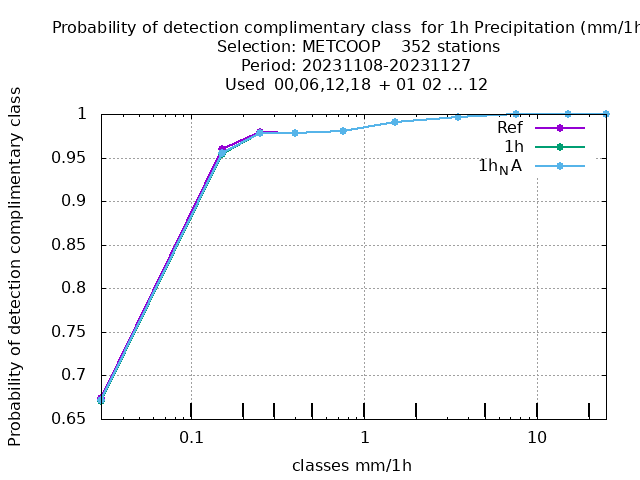 Probability of detection complimentary class for 1h Precipitation (mm/1h
Selection: METCOOP 352 stations
Period: 20231108-20231127
Used 00,06,12,18 + 01 02 ... 12
Probability of detection complimentary class
1
0.95
0.9
0.85
0.8
0.75
0.7
0.65
Ref
1h
1h_N A
0.1 1 10
classes mm/1h